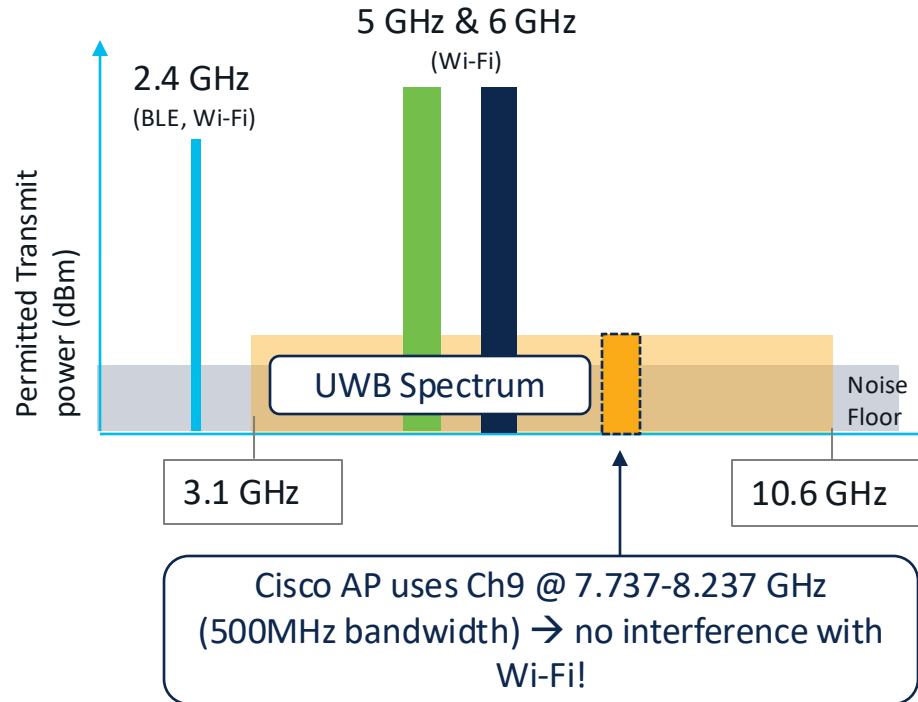 5 GHz & 6 GHz
(Wi-Fi)
2.4 GHz
(BLE, Wi-Fi)
Permitted Transmit
power (dBm)
UWB Spectrum
Noise
Floor
3.1 GHz
10.6 GHz
Cisco AP uses Ch9 @ 7.737-8.237 GHz
(500MHz bandwidth) → no interference with
Wi-Fi!